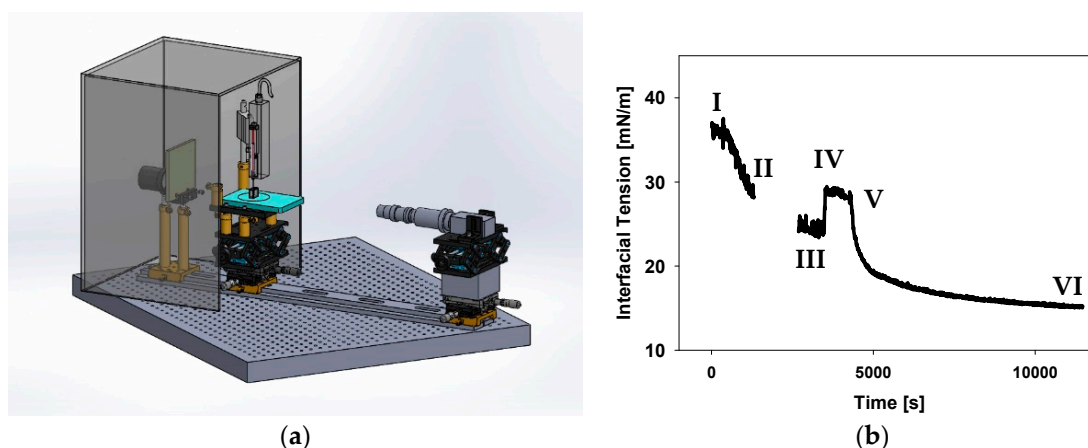 40
30
20
10
Interfacial Tension [mN/m]
I
II
III
IV
V
VI
0
5000
10000
Time [s]
(a)
(b)